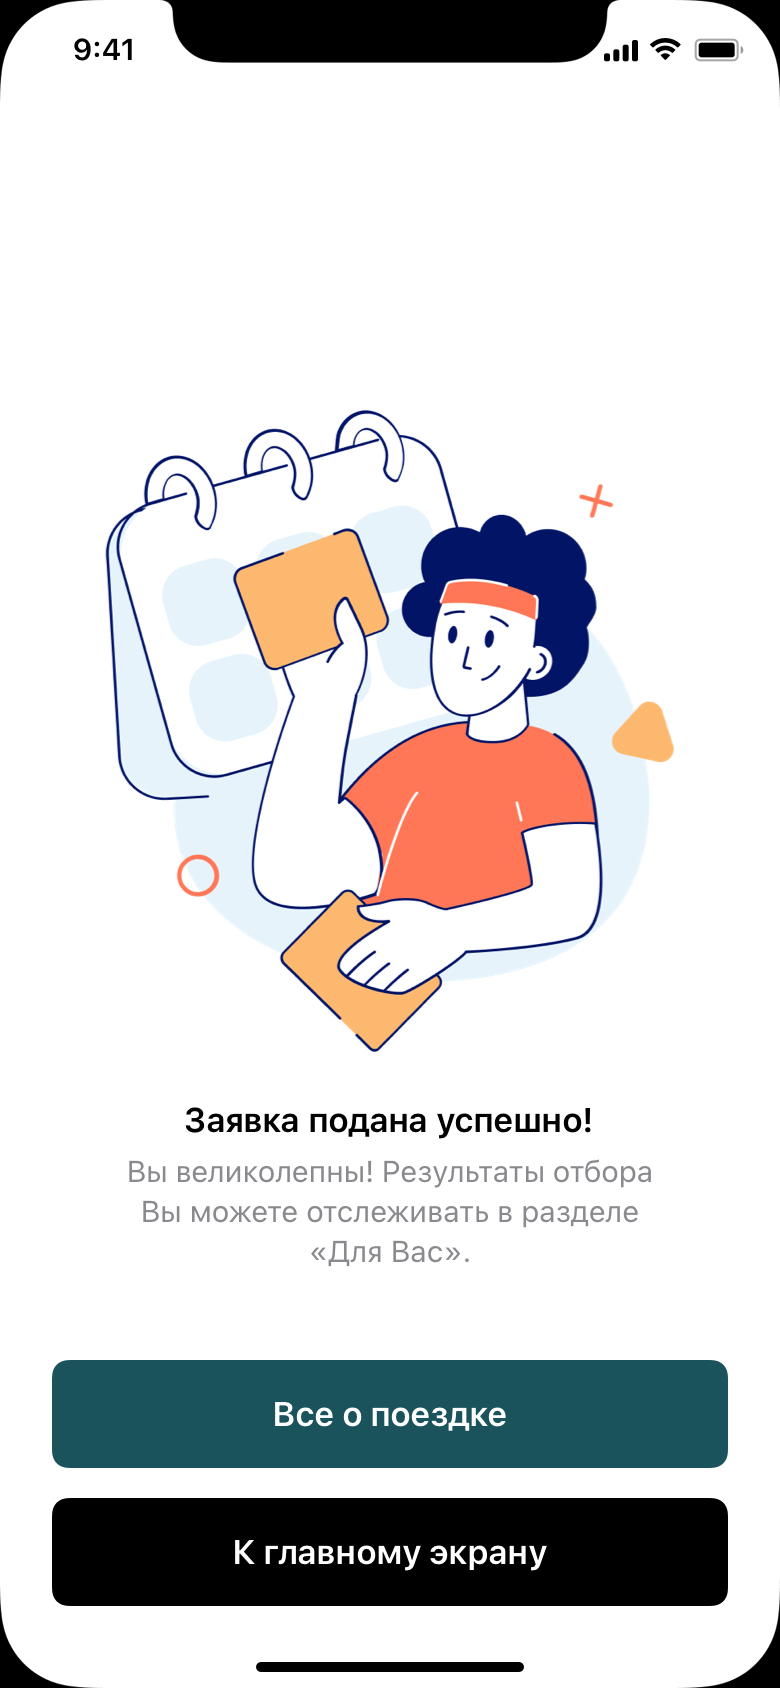 9:41
Заявка подана успешно!
Вы великолепны! Результаты отбора
Вы можете отслеживать в разделе
«Для Вас».
Все о поездке
К главному экрану